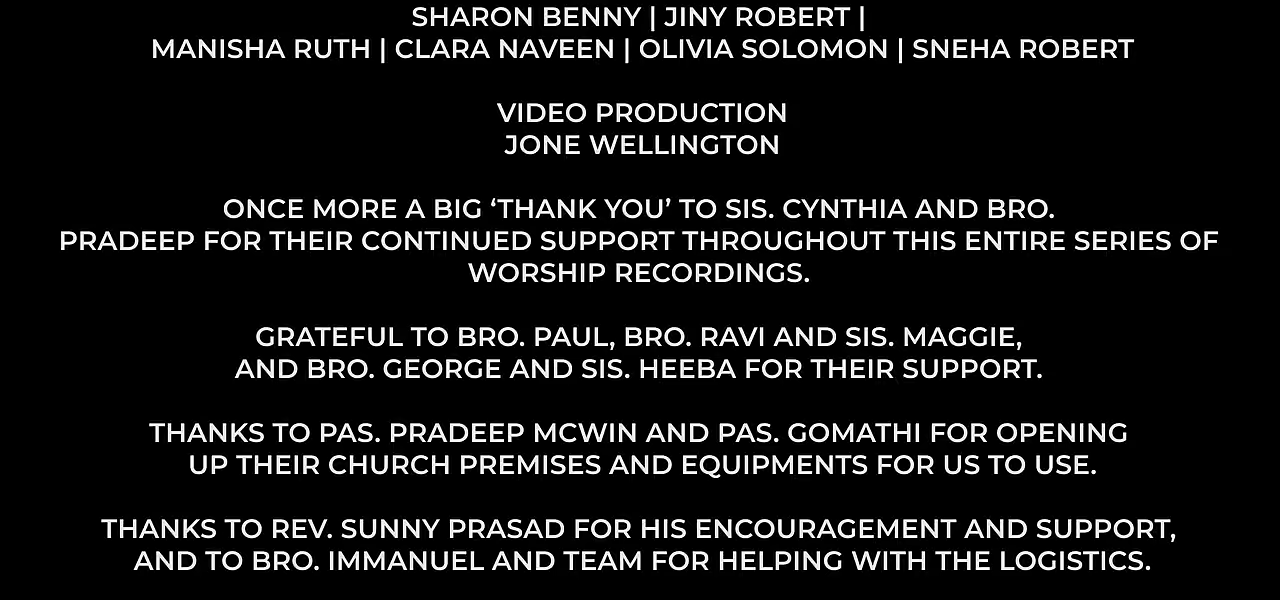 SHARON BENNY | JINY ROBERT |
MANISHA RUTH | CLARA NAVEEN | OLIVIA SOLOMON | SNEHA ROBERT
VIDEO PRODUCTION
JONE WELLINGTON
ONCE MORE A BIG ‘THANK YOU’ TO SIS. CYNTHIA AND BRO.
PRADEEP FOR THEIR CONTINUED SUPPORT THROUGHOUT THIS ENTIRE SERIES OF
WORSHIP RECORDINGS.
GRATEFUL TO BRO. PAUL, BRO. RAVI AND SIS. MAGGIE,
AND BRO. GEORGE AND SIS. HEEBA FOR THEIR SUPPORT.
THANKS TO PAS. PRADEEP MCWIN AND PAS. GOMATHI FOR OPENING
UP THEIR CHURCH PREMISES AND EQUIPMENTS FOR US TO USE.
THANKS TO REV. SUNNY PRASAD FOR HIS ENCOURAGEMENT AND SUPPORT,
AND TO BRO. IMMANUEL AND TEAM FOR HELPING WITH THE LOGISTICS.